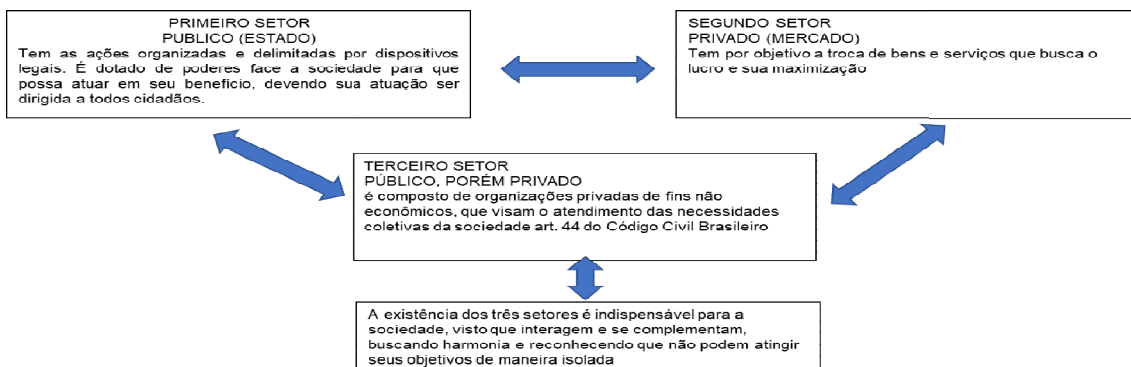 PRIMEIRO SETOR
PUBLICO (ESTADO)
Tem as ações organizadas e delimitadas por dispositivos
legais. É dotado de poderes face a sociedade para que
possa atuar em seu beneficio, devendo sua atuação ser
dirigida a todos cidadãos.
SEGUNDO SETOR
PRIVADO (MERCADO)
Tem por objetivo a troca de bens e serviços que busca o
lucro e sua maximização
TERCEIRO SETOR
PÚBLICO, PORÉM PRIVADO
é composto de organizações privadas de fins não
econômicos, que visam o atendimento das necessidades
coletivas da sociedade art. 44 do Código Civil Brasileiro
A existência dos três setores é indispensável para a
sociedade, visto que interagem e se complementam,
buscando harmonia e reconhecendo que não podem atingir
seus objetivos de maneira isolada